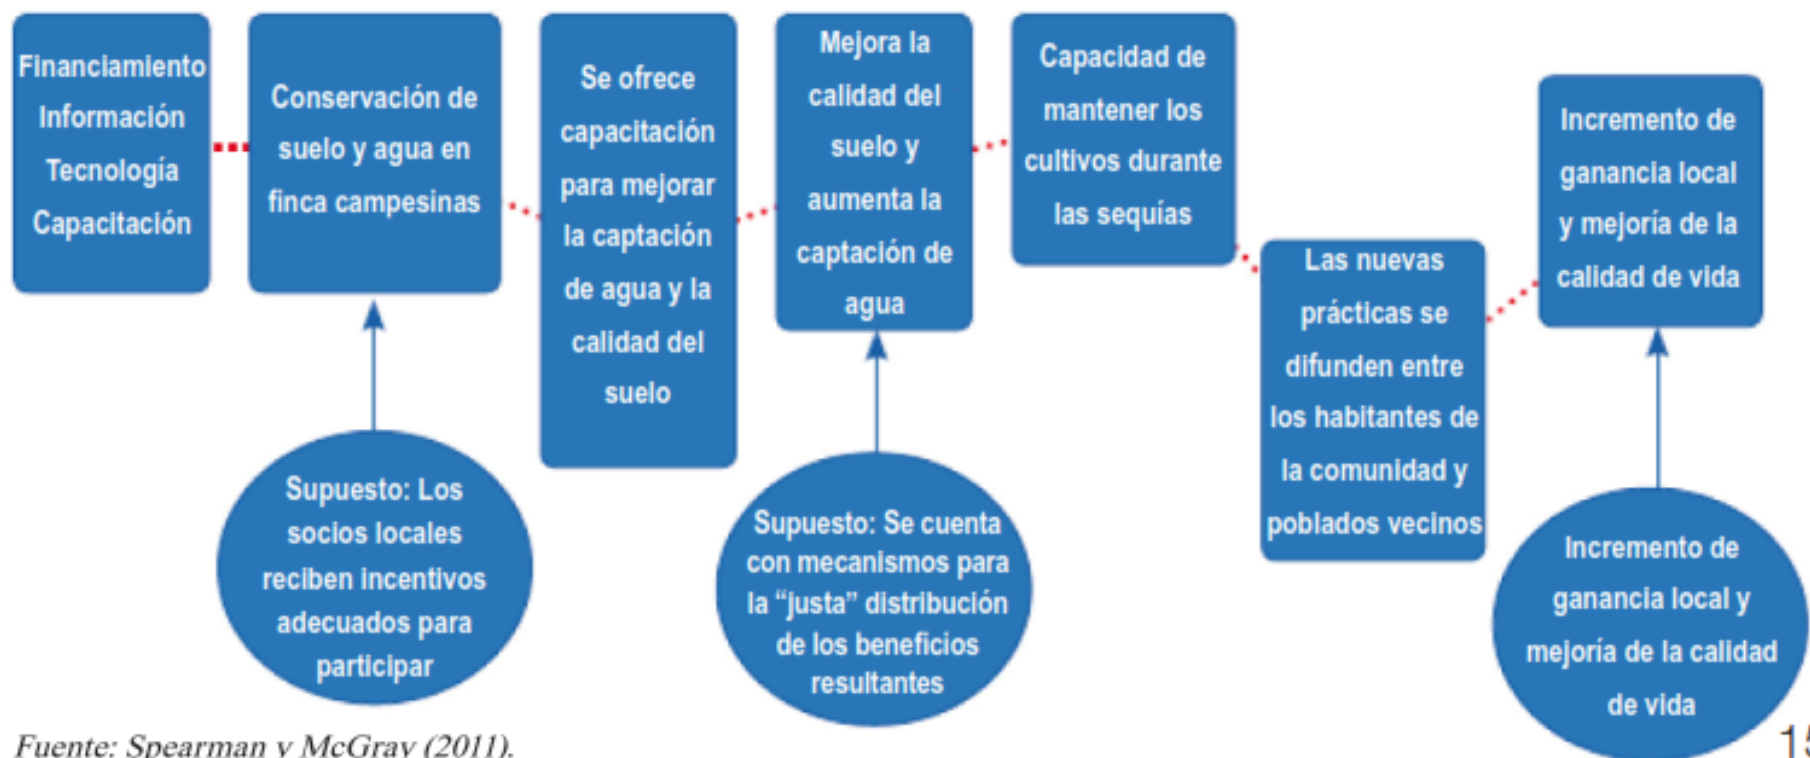 Financiamiento
Información
Tecnología
Capacitación
Conservación de
suelo y agua en
finca campesinas
Se ofrece
capacitación
para mejorar
la captación
de agua y la
calidad del
suelo
Mejora la
calidad del
suelo y
aumenta la
captación de
agua
Capacidad de
mantener los
cultivos durante
las sequías
Las nuevas
prácticas se
difunden entre
los habitantes de
la comunidad y
poblados vecinos
Incremento de
ganancia local
y mejoría de la
calidad de vida
Supuesto: Los
socios locales
reciben incentivos
adecuados para
participar
Supuesto: Se cuenta
con mecanismos para
la “justa” distribución
de los beneficios
resultantes
Incremento de
ganancia local y
mejoría de la calidad
de vida
Fuente: Spearman y McGray (2011).
15